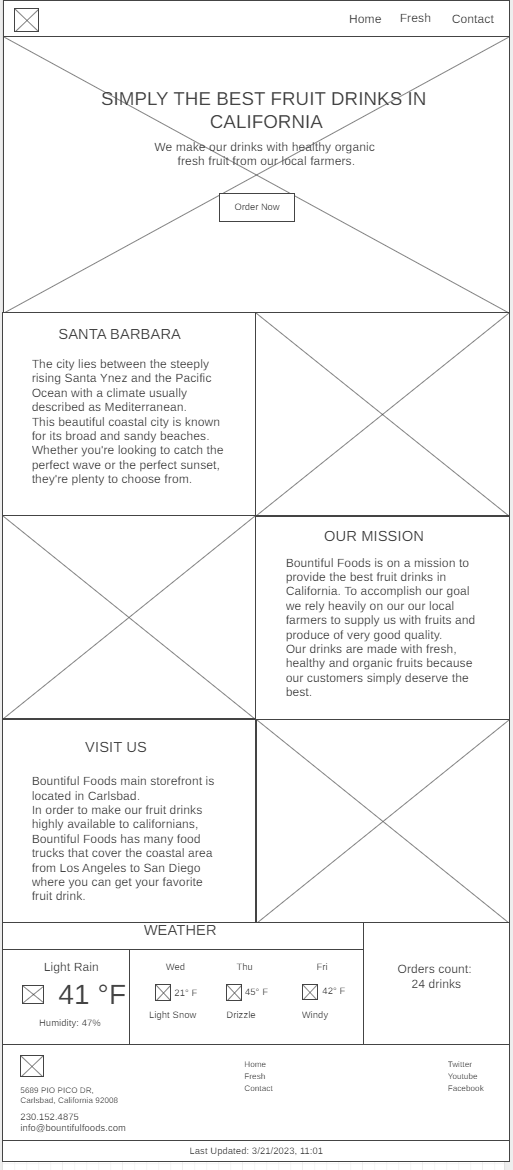 Home Fresh Contact
SIMPLY THE BEST FRUIT DRINKS IN
CALIFORNIA
We make our drinks with healthy organic
fresh fruit from our local farmers.
Order Now
SANTA BARBARA
The city lies between the steeply
rising Santa Ynez and the Pacific
Ocean with a climate usually
described as Mediterranean.
This beautiful coastal city is known
for its broad and sandy beaches.
Whether you're looking to catch the
perfect wave or the perfect sunset,
they're plenty to choose from.
OUR MISSION
Bountiful Foods is on a mission to
provide the best fruit drinks in
California. To accomplish our goal
we rely heavily on our our local
farmers to supply us with fruits and
produce of very good quality.
Our drinks are made with fresh,
healthy and organic fruits because
our customers simply deserve the
best.
VISIT US
Bountiful Foods main storefront is
located in Carlsbad.
In order to make our fruit drinks
highly available to californians,
Bountiful Foods has many food
trucks that cover the coastal area
from Los Angeles to San Diego
where you can get your favorite
fruit drink.
WEATHER
Light Rain
41 °F
Humidity: 47%
Wed Thu Fri
21° F 45° F 42° F
Light Snow Drizzle Windy
Orders count:
24 drinks
5689 PIO PICO DR,
Carlsbad, California 92008
230.152.4875
info@bountifulfoods.com
Home
Fresh
Contact
Twitter
Youtube
Facebook
Last Updated: 3/21/2023, 11:01